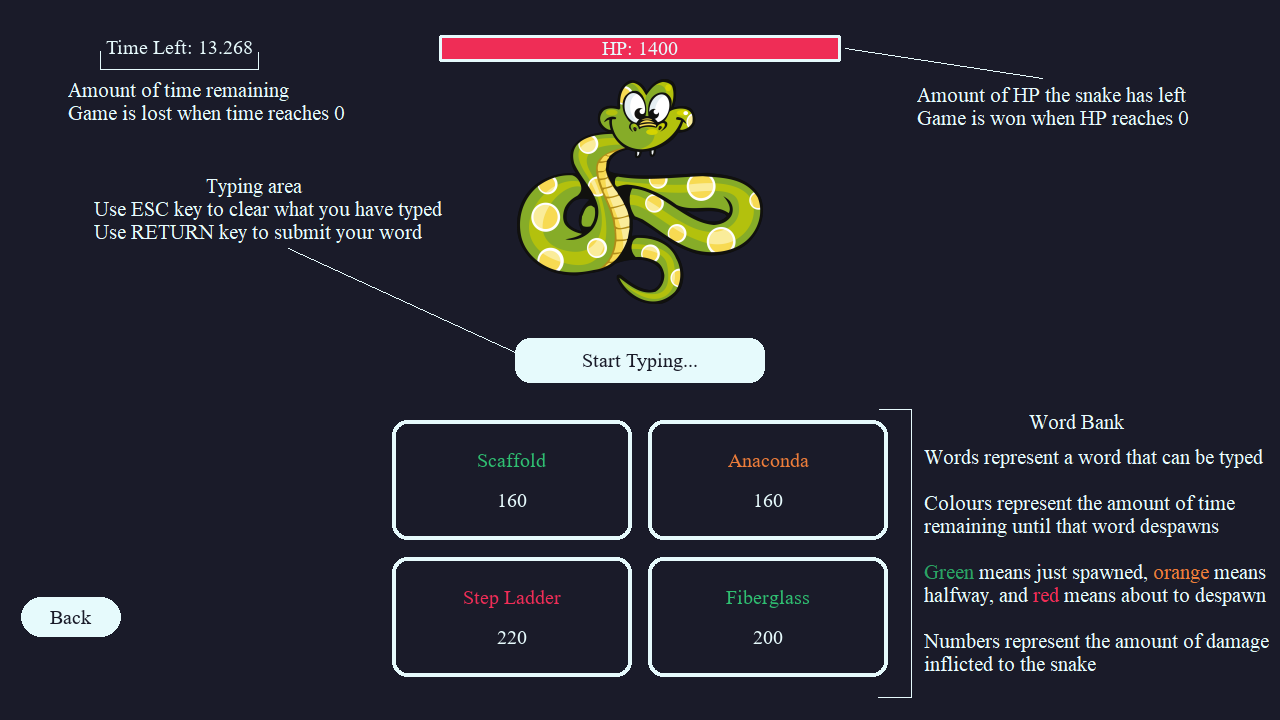 Time Left: 13.268
Amount of time remaining
Game is lost when time reaches 0
HP: 1400
Amount of HP the snake has left
Game is won when HP reaches 0
Typing area
Use ESC key to clear what you have typed
Use RETURN key to submit your word
Start Typing...
Scaffold
160
Anaconda
160
Step Ladder
220
Fiberglass
200
Word Bank
Words represent a word that can be typed
Colours represent the amount of time
remaining until that word despawns
Green means just spawned, orange means
halfway, and red means about to despawn
Numbers represent the amount of damage
inflicted to the snake
Back